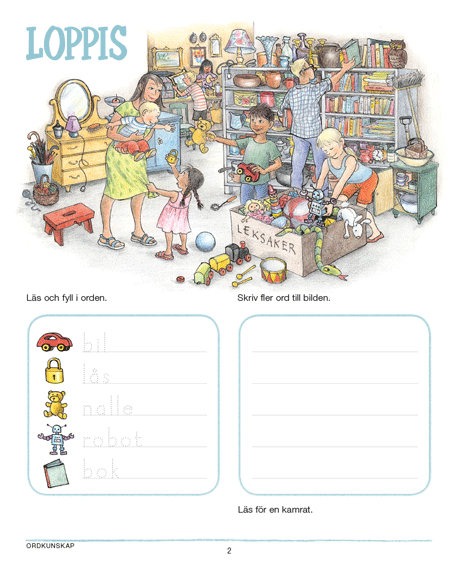 LOPPIS
LEKSAKER
Läs och fyll i orden.
Skriv fler ord till bilden.
bil
lås
nalle
robot
bok
Läs för en kamrat.
ORDKUNSKAP
2